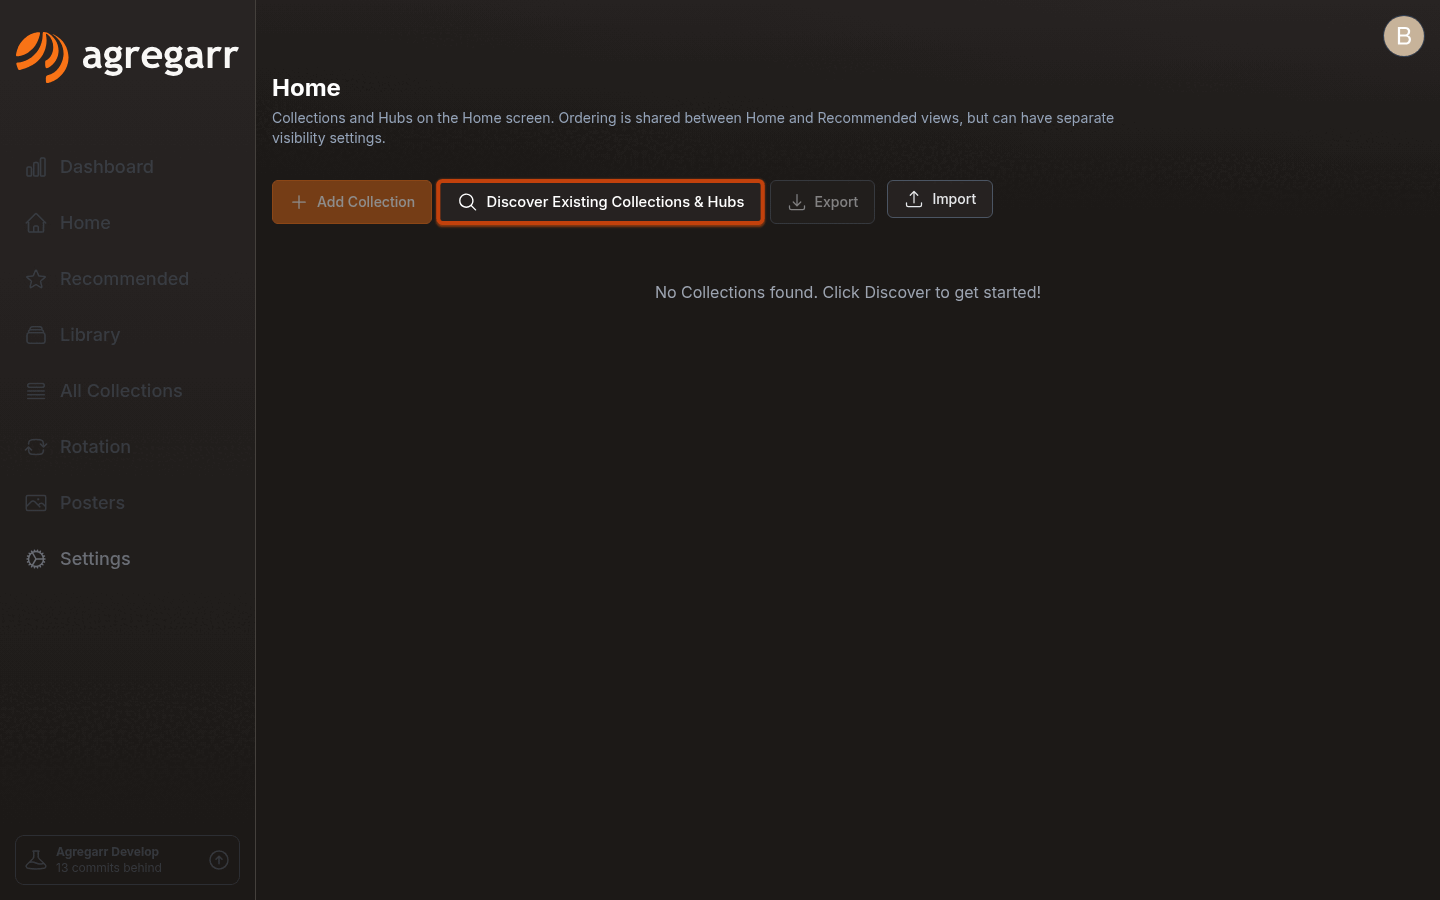 agregarr
B
Home
Collections and Hubs on the Home screen. Ordering is shared between Home and Recommended views, but can have separate
visibility settings.
Add Collection
Discover Existing Collections & Hubs
Export
Import
No Collections found. Click Discover to get started!
Dashboard
Home
Recommended
Library
All Collections
Rotation
Posters
Settings
Agregarr Develop
13 commits behind